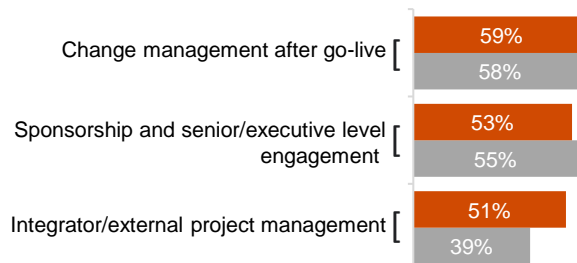 Change management after go-live
59%
58%
Sponsorship and senior/executive level
engagement
53%
55%
Integrator/external project management
51%
39%